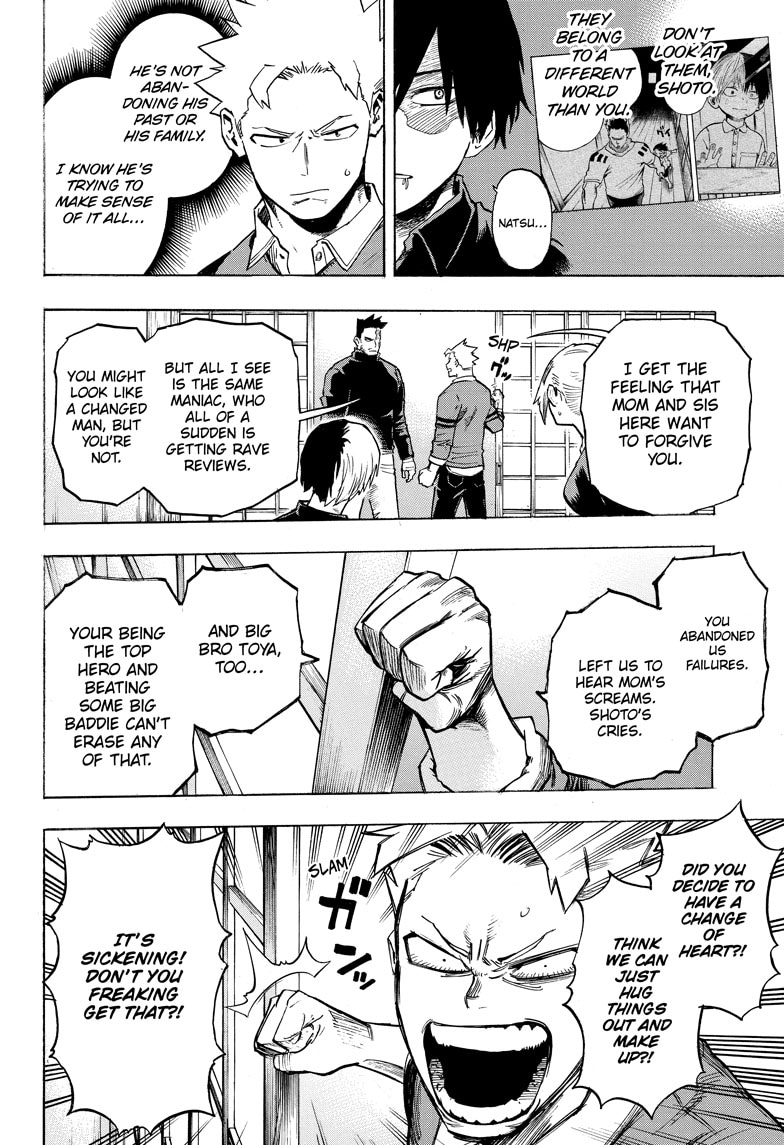 DON'T
LOOK AT
THEM,
SHOTO.
THEY
BELONG
TO A
DIFFERENT
WORLD
THAN YOU.
NATSU...
HE'S NOT
ABAN-
DONING HIS
PAST OR
HIS FAMILY.
I KNOW HE'S
TRYING TO
MAKE SENSE
OF IT ALL...
I GET THE
FEELING THAT
MOM AND SIS
HERE WANT
TO FORGIVE
YOU.
SHP
グッ
BUT ALL I SEE
IS THE SAME
MANIAC, WHO
ALL OF A
SUDDEN IS
GETTING RAVE
REVIEWS.
YOU MIGHT
LOOK LIKE
A CHANGED
MAN, BUT
YOU'RE
NOT.
YOU
ABANDONED
US
FAILURES.
LEFT US TO
HEAR MOM'S
SCREAMS.
SHOTO'S
CRIES.
AND BIG
BRO TOYA,
TOO...
YOUR BEING
THE TOP
HERO AND
BEATING
SOME BIG
BADDIE CAN'T
ERASE ANY
OF THAT.
DID YOU
DECIDE TO
HAVE A
CHANGE
OF
HEART?!
THINK
WE CAN
JUST
HUG
THINGS
OUT AND
MAKE
UP?!
SLAM
ガンッ
IT'S
SICKENING!
DON'T YOU
FREAKING
GET THAT?!